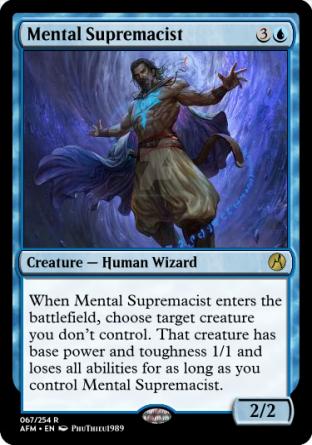 Mental Supremacist 3
Creature — Human Wizard
When Mental Supremacist enters the
battlefield, choose target creature
you don't control. That creature has
base power and toughness 1/1 and
loses all abilities for as long as you
control Mental Supremacist.
2/2
067/254 R
AFM • EN PhuThieu1989